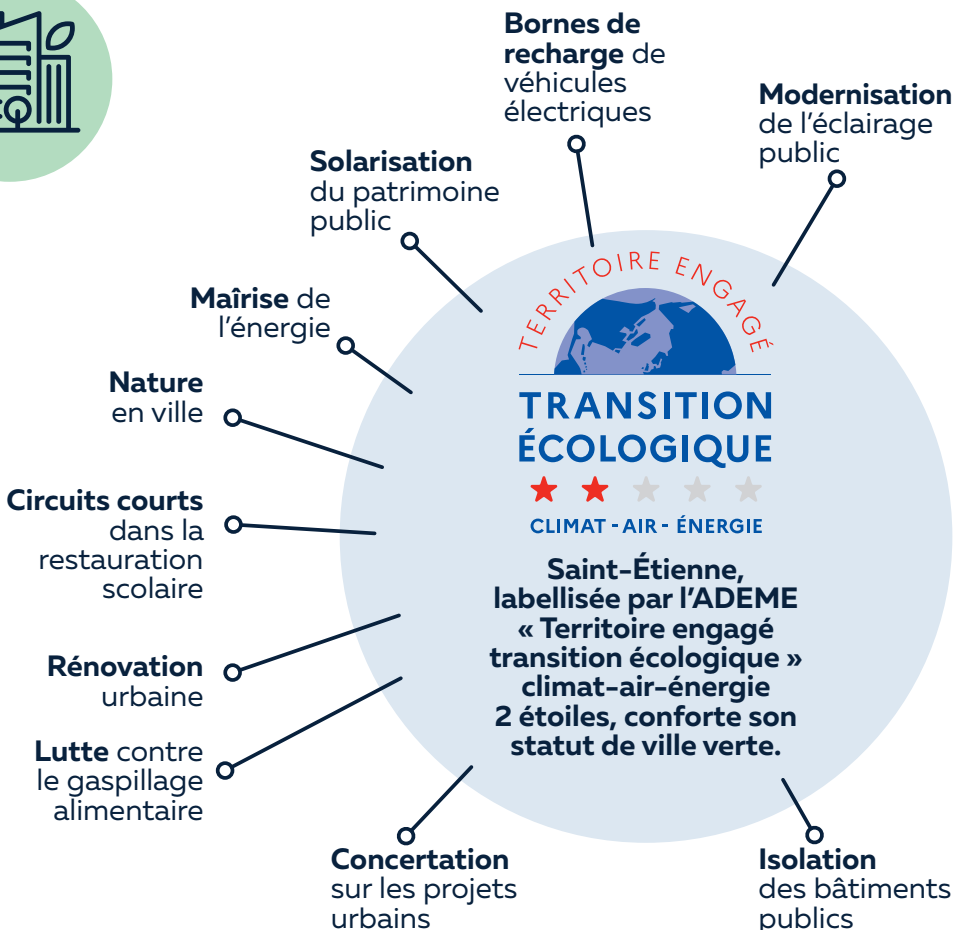 Bornes de
recharge de
véhicules
électriques
Modernisation
de l'éclairage
public
Solarisation
du patrimoine
public
Maîrise de
l'énergie
Nature
en ville
Circuits courts
dans la
restauration
scolaire
Rénovation
urbaine
Lutte contre
le gaspillage
alimentaire
Concertation
sur les projets
urbains
Isolation
des bâtiments
publics
TERRITOIRE ENGAGÉ
TRANSITION
ÉCOLOGIQUE
CLIMAT - AIR - ÉNERGIE
Saint-Étienne,
labellisée par l'ADEME
« Territoire engagé
transition écologique »
climat-air-énergie
2 étoiles, conforte son
statut de ville verte.